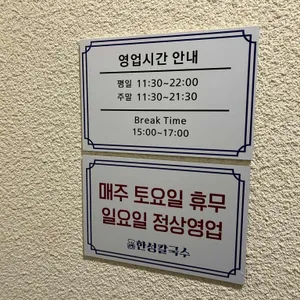 영업시간 안내
평일 11:30~22:00
주말 11:30~21:30
Break Time
15:00~17:00
매주 토요일 휴무
일요일 정상영업
한성칼국수